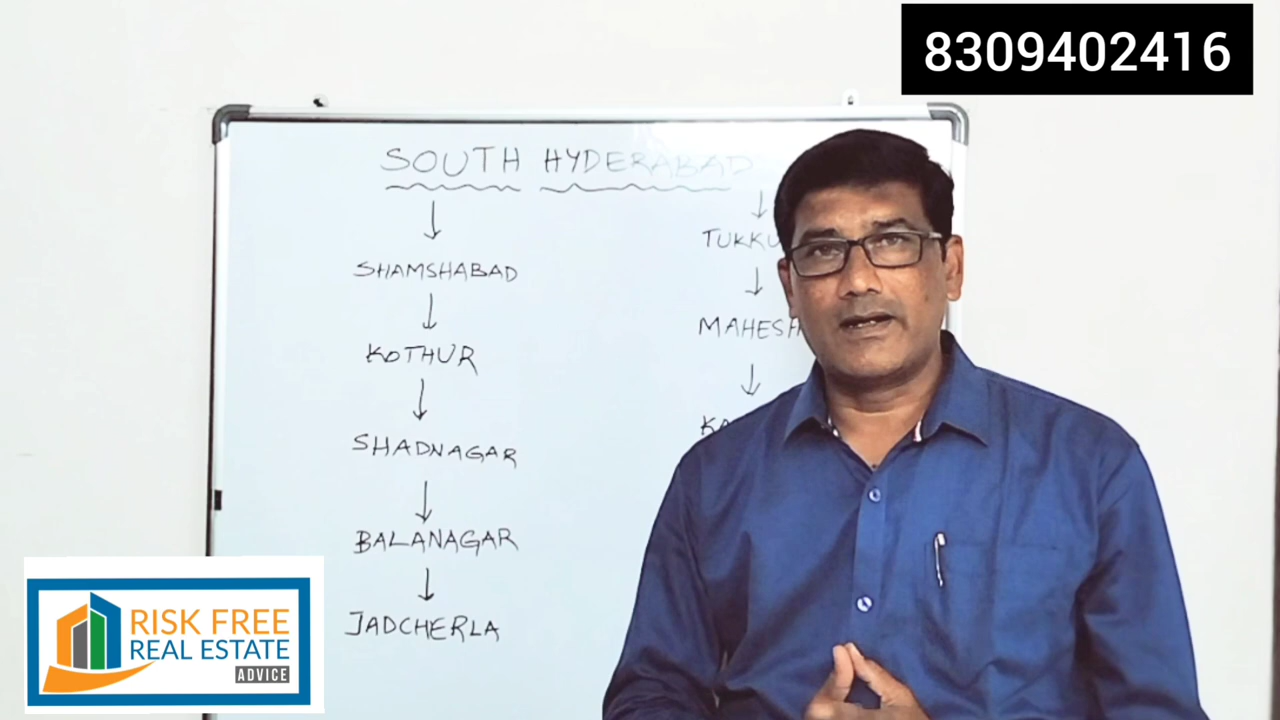 8309402416
SOUTH HYDERABAD
SHAMSHABAD
KOTHUR
SHADNAGAR
BALANAGAR
JADCHERLA
RISK FREE
REAL ESTATE
ADVICE